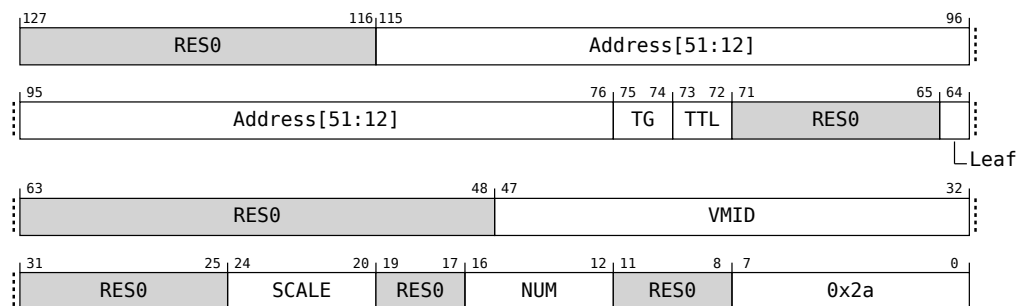 127 116 115 96
RES0 Address[51:12]
95 76 75 74 73 72 71 65 64
Address[51:12] TG TTL RES0
Leaf
63 48 47 32
RES0 VMID
31 25 24 20 19 17 16 12 11 8 7 0
RES0 SCALE RES0 NUM RES0 0x2a